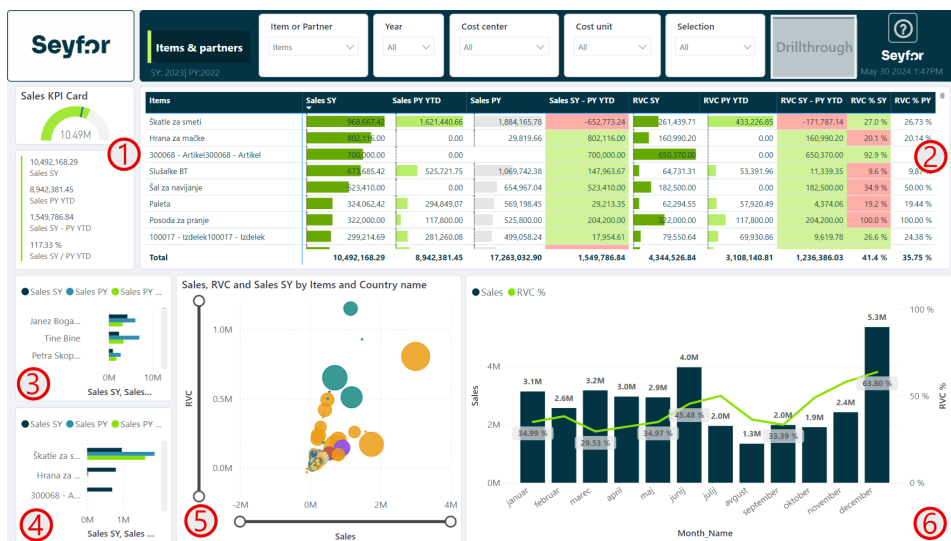 Seyfor
Items & partners
SY: 2023| PY:2022
Item or Partner
Items
Year
All
Cost center
All
Cost unit
All
Selection
All
Drillthrough
?
Seyfor
May 30 2024 1:47PM
Sales KPI Card
10.49M
1
10,492,168.29
Sales SY
8,942,381.45
Sales PY YTD
1,549,786.84
Sales SY - PY YTD
117.33 %
Sales SY / PY YTD
Items Sales SY Sales PY YTD Sales PY Sales SY - PY YTD RVC SY RVC PY YTD RVC SY - PY YTD RVC % SY RVC % PY
Škatle za smeti 968,667.42 1,621,440.66 1,884,165.78 -652,773.24 261,439.71 433,226.85 -171,787.14 27.0 % 26.73 %
Hrana za mačke 802,116.00 0.00 29,819.66 802,116.00 160,990.20 0.00 160,990.20 20.1 % 20.14 %
300068 - Artikel300068 - Artikel 700,000.00 0.00 700,000.00 650,370.00 0.00 650,370.00 92.9 %
Slušalke BT 673,685.42 525,721.75 1,069,742.38 147,963.67 64,731.31 53,391.96 11,339.35 9.6 %
Šal za navijanje 523,410.00 0.00 654,967.04 523,410.00 182,500.00 0.00 182,500.00 34.9 % 50.00 %
Paleta 324,062.42 294,849.07 569,198.45 29,213.35 62,294.55 57,920.49 4,374.06 19.2 % 19.44 %
Posoda za pranje 322,000.00 117,800.00 525,800.00 204,200.00 322,000.00 117,800.00 204,200.00 100.0 % 100.00 %
100017 - Izdelek100017 - Izdelek 299,214.69 281,260.08 499,058.24 17,954.61 79,550.64 69,930.86 9,619.78 26.6 % 24.38 %
Total 10,492,168.29 8,942,381.45 17,263,032.90 1,549,786.84 4,344,526.84 3,108,140.81 1,236,386.03 41.4 % 35.75 %
2
Sales SY Sales PY Sales PY ...
Janez Boga...
Tine Bine
Petra Skop...
0M 10M
Sales SY, Sales...
3
Sales SY Sales PY Sales PY ...
Škatle za s...
Hrana za ...
300068 - A...
0M 1M
Sales SY, Sales ...
4
Sales, RVC and Sales SY by Items and Country name
RVC
1.0M
0.5M
0.0M
-2M 0M 2M 4M
Sales
5
Sales RVC %
Sales
4M
2M
0M
3.1M 2.6M 3.2M 3.0M 2.9M 4.0M 2.0M 1.3M 2.0M 1.9M 2.4M 5.3M
34.99 % 29.53 % 34.97 % 45.48 % 33.39 % 63.80 %
100 %
50 %
0 %
RVC %
januar februar marec april maj junij julij avgust september oktober november december
Month_Name
6